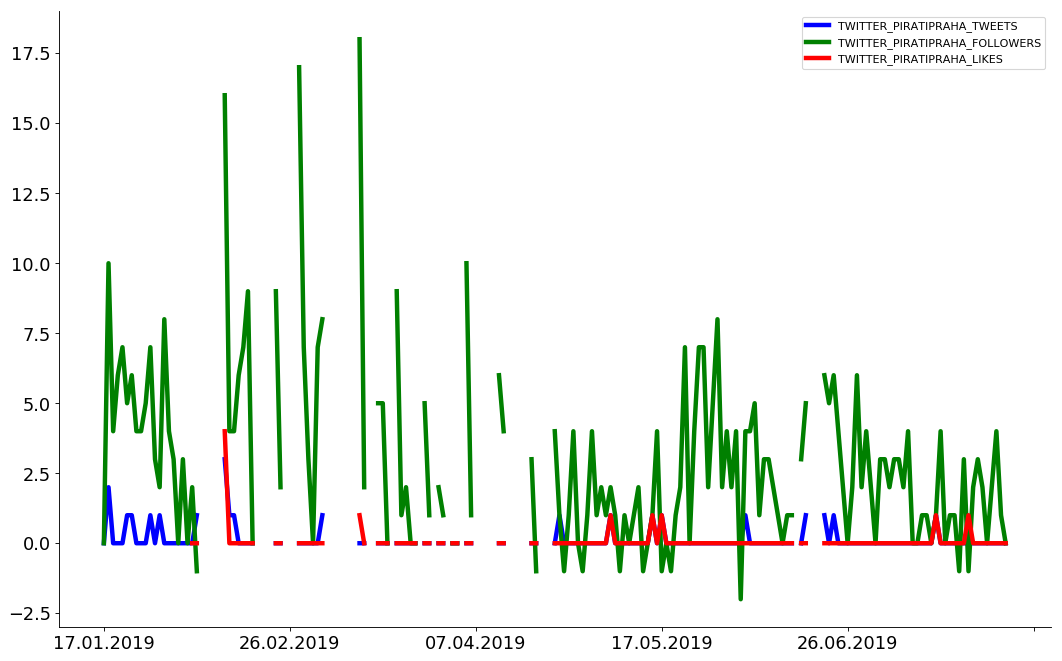 TWITTER_PIRATIPRAHA_TWEETS
TWITTER_PIRATIPRAHA_FOLLOWERS
TWITTER_PIRATIPRAHA_LIKES
17.5
15.0
12.5
10.0
7.5
5.0
2.5
0.0
−2.5
17.01.2019 26.02.2019 07.04.2019 17.05.2019 26.06.2019